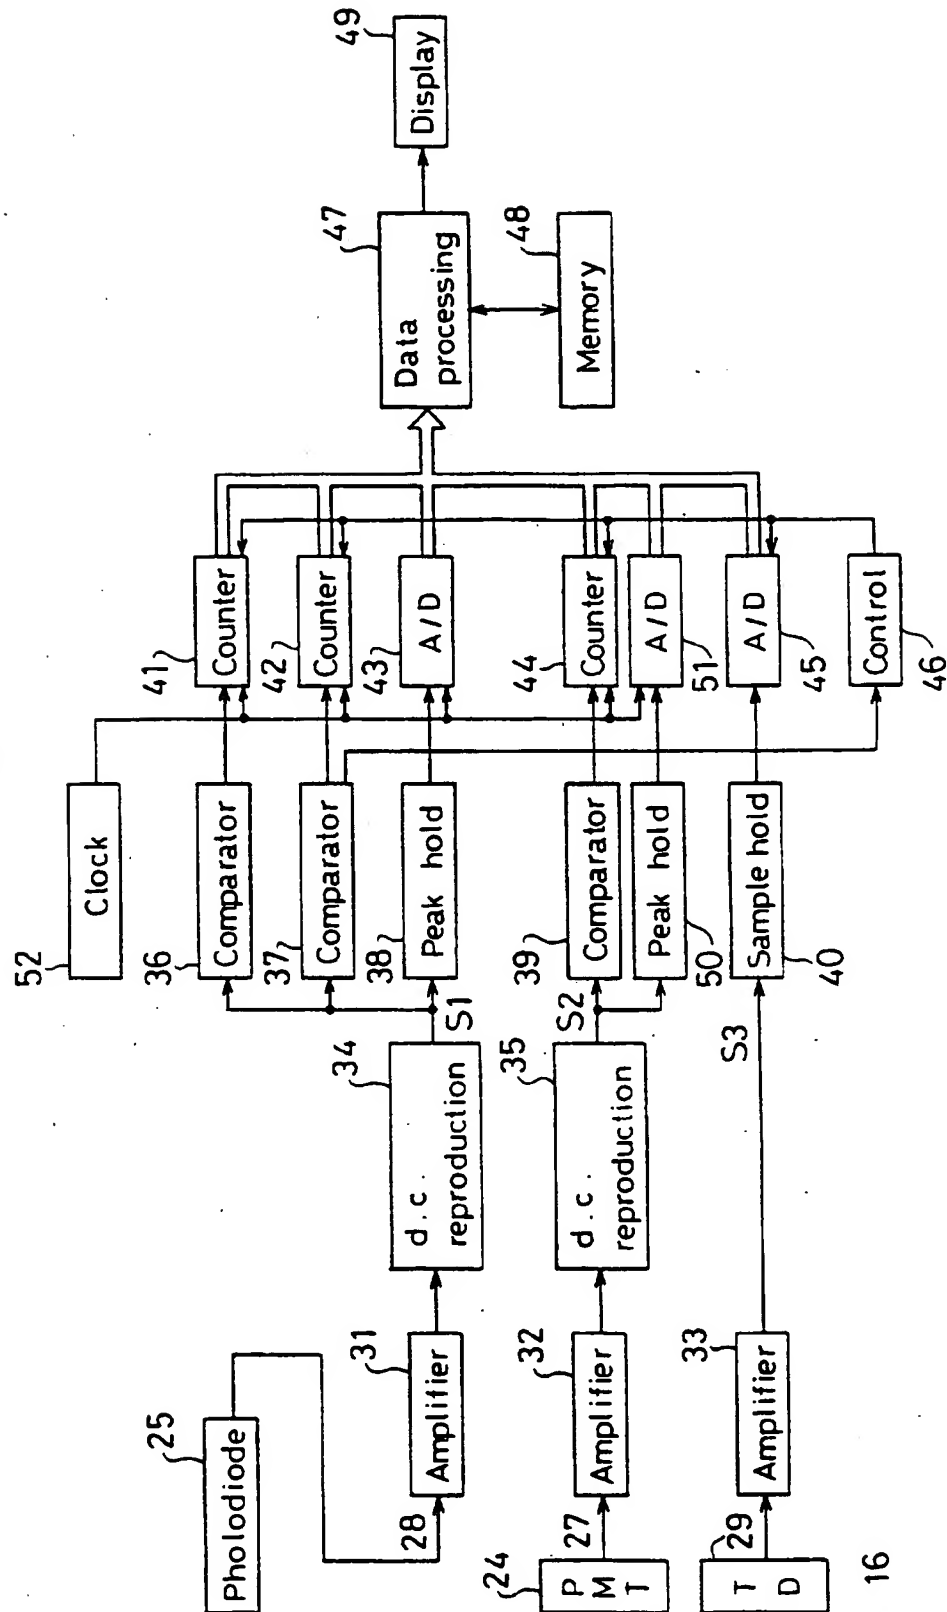 Pholodiode
25
28
Amplifier
31
d.c.
reproduction
34
S1
52
Clock
36
Comparator
37
Comparator
38
Peak hold
41
Counter
42
Counter
43
A/D
24
P
M
T
27
Amplifier
32
d.c.
reproduction
35
S2
39
Comparator
Peak hold
50
44
Counter
A/D
51
T
D
29
16
Amplifier
33
S3
Sample hold
40
A/D
45
Control
46
Data
processing
47
Memory
48
Display
49